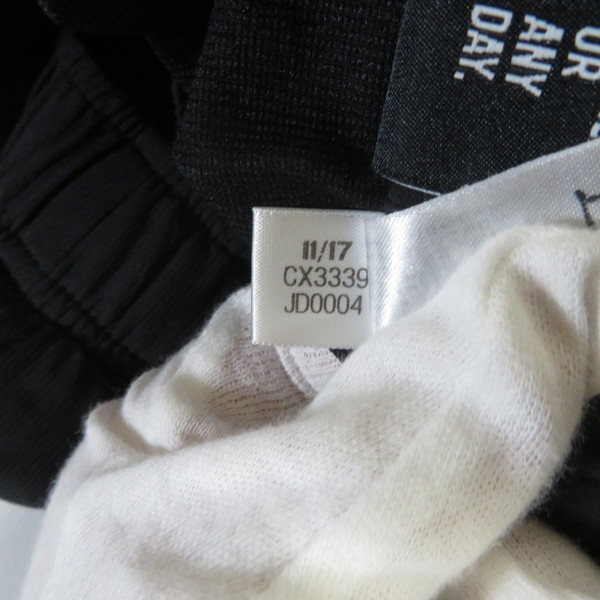 OR
ANY
DAY.
11/17
CX3339
JD0004